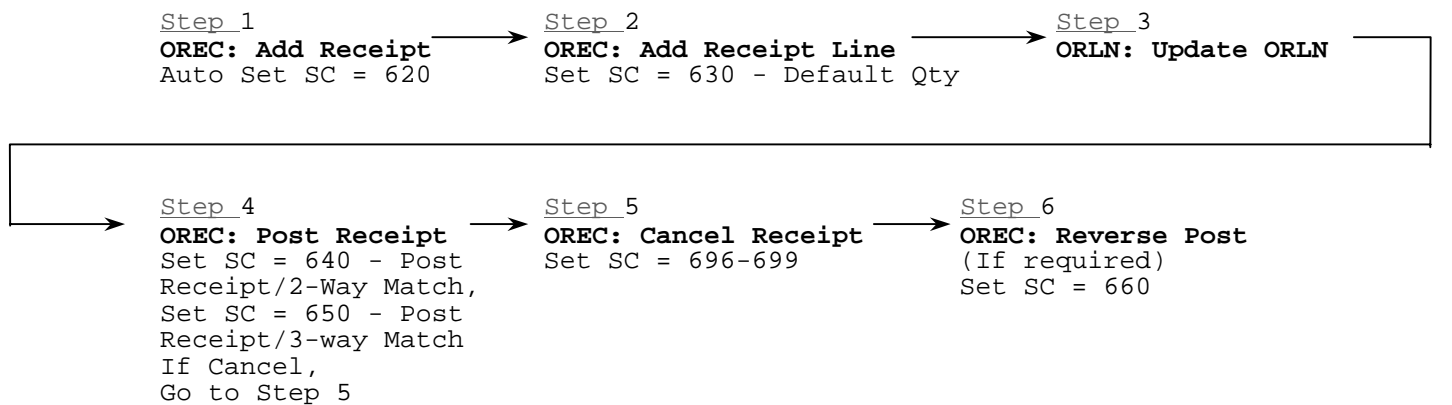 Step 1
OREC: Add Receipt
Auto Set SC = 620
Step 2
OREC: Add Receipt Line
Set SC = 630 - Default Qty
Step 3
ORLN: Update ORLN
Step 4
OREC: Post Receipt
Set SC = 640 - Post
Receipt/2-Way Match,
Set SC = 650 - Post
Receipt/3-way Match
If Cancel,
Go to Step 5
Step 5
OREC: Cancel Receipt
Set SC = 696-699
Step 6
OREC: Reverse Post
(If required)
Set SC = 660